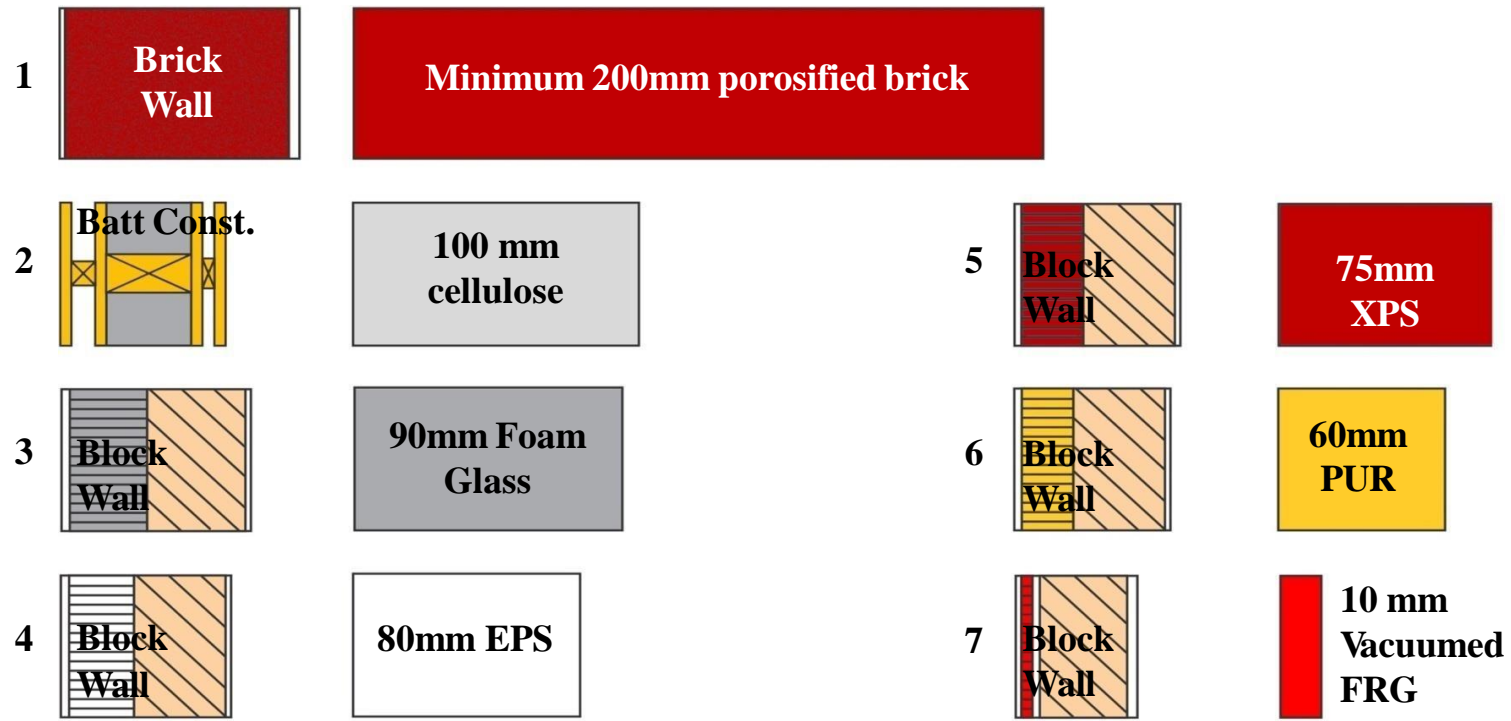 1
Brick
Wall
Minimum 200mm porosified brick
2
Batt Const.
100 mm
cellulose
3
Block
Wall
90mm Foam
Glass
4
Block
Wall
80mm EPS
5
Block
Wall
75mm
XPS
6
Block
Wall
60mm
PUR
7
Block
Wall
10 mm
Vacuumed
FRG